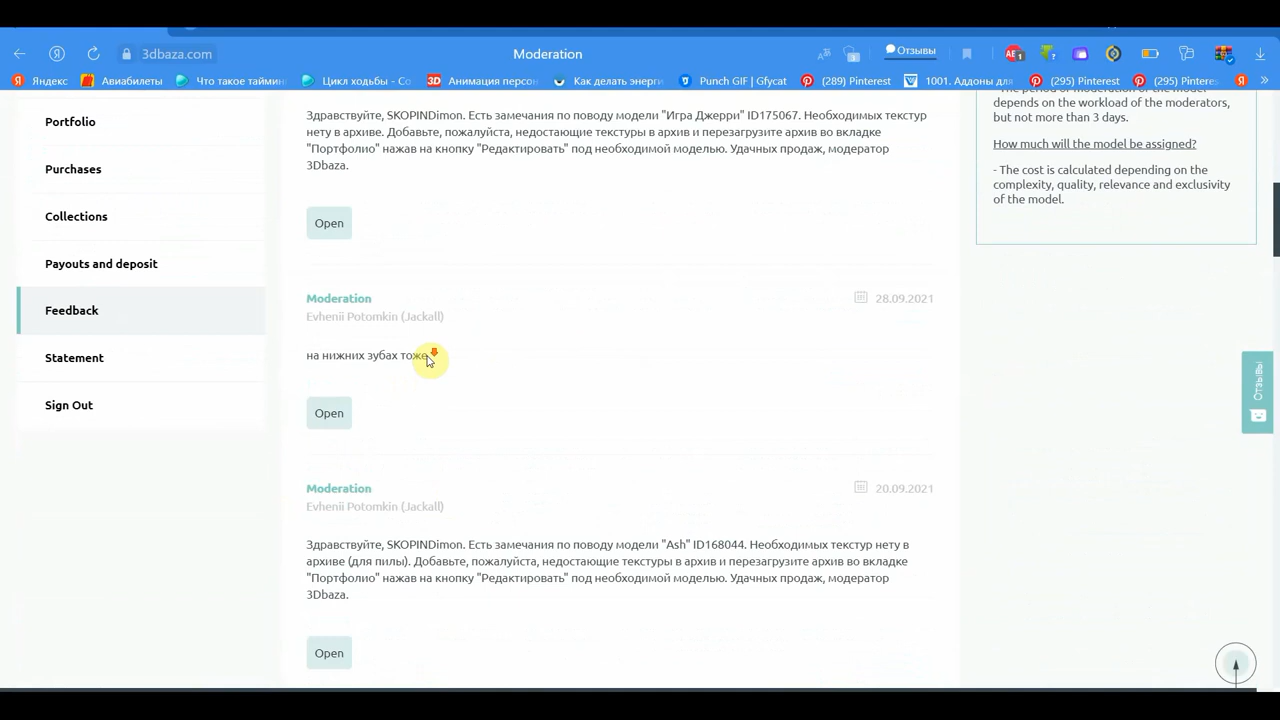 3dbaza.com
Moderation
Отзывы
Яндекс
Авиабилеты
Что такое таймин
Цикл ходьбы - Со
Анимация персон
Как делать энерги
Punch GIF | Gfycat
(289) Pinterest
1001. Аддоны для
(295) Pinterest
(295) Pinteres
Portfolio
Purchases
Collections
Payouts and deposit
Feedback
Statement
Sign Out
Здравствуйте, SKOPINDimon. Есть замечания по поводу модели "Игра Джерри" ID175067. Необходимых текстур
нету в архиве. Добавьте, пожалуйста, недостающие текстуры в архив и перезагрузите архив во вкладке
"Портфолио" нажав на кнопку "Редактировать" под необходимой моделью. Удачных продаж, модератор
3Dbaza.
Open
Moderation
28.09.2021
Evhenii Potomkin (Jackall)
на нижних зубах тоже
Open
Moderation
20.09.2021
Evhenii Potomkin (Jackall)
Здравствуйте, SKOPINDimon. Есть замечания по поводу модели "Ash" ID168044. Необходимых текстур нету в
архиве (для пилы). Добавьте, пожалуйста, недостающие текстуры в архив и перезагрузите архив во вкладке
"Портфолио" нажав на кнопку "Редактировать" под необходимой моделью. Удачных продаж, модератор
3Dbaza.
Open
- The period of moderation of the model
depends on the workload of the moderators,
but not more than 3 days.
How much will the model be assigned?
- The cost is calculated depending on the
complexity, quality, relevance and exclusivity
of the model.
Отзывы